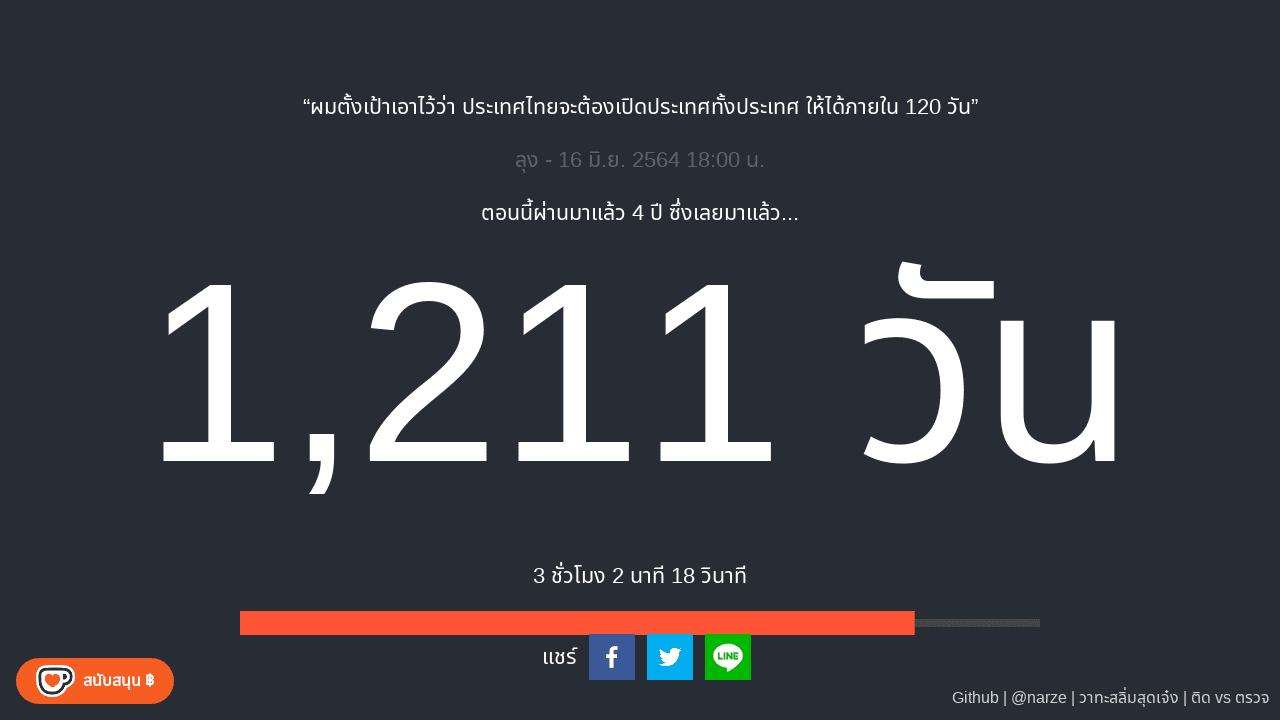 “ผมตั้งเป้าเอาไว้ว่า ประเทศไทยจะต้องเปิดประเทศทั้งประเทศ ให้ได้ภายใน 120 วัน”
ลุง - 16 มิ.ย. 2564 18:00 น.
ตอนนี้ผ่านมาแล้ว 4 ปี ซึ่งเลยมาแล้ว...
1,211 วัน
3 ชั่วโมง 2 นาที 18 วินาที
แชร์
LINE
สนับสนุน ฿
Github | @narze | วาทะสลิ่มสุดเจ๋ง | ติด vs ตรวจ